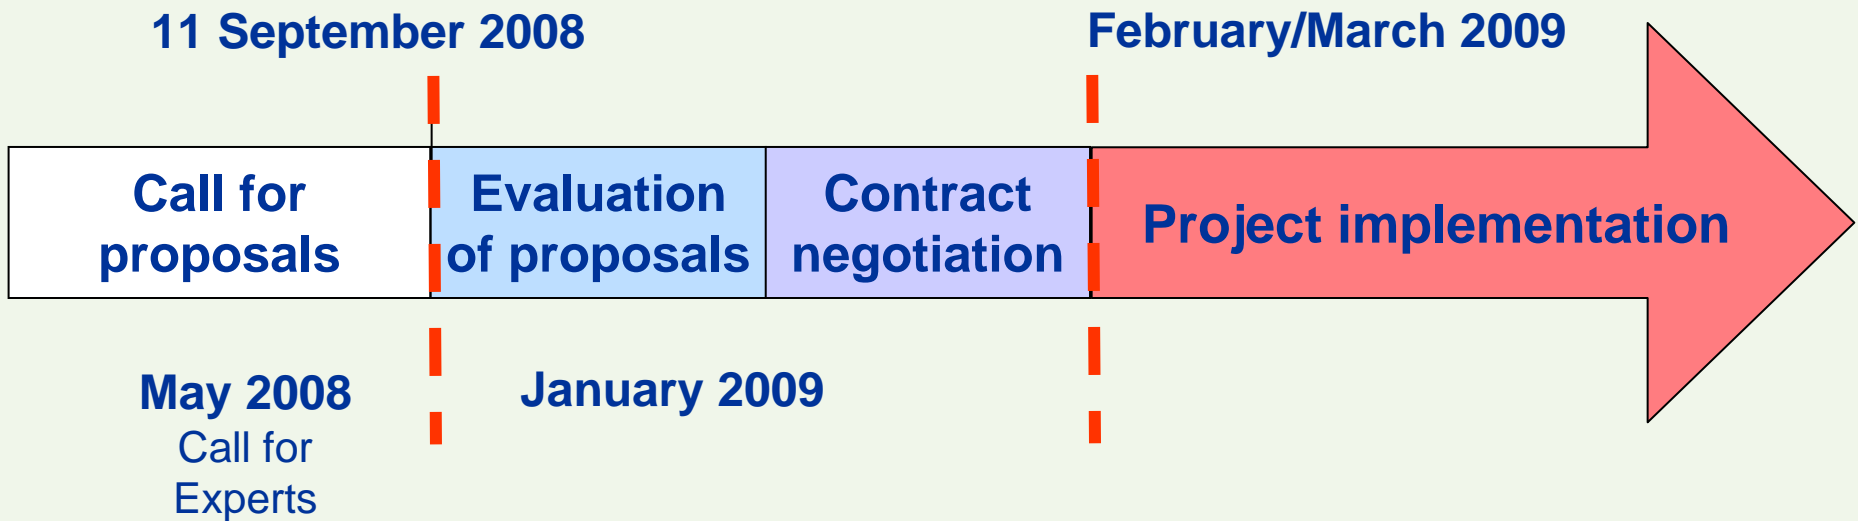 11 September 2008
February/March 2009
Call for
proposals
Evaluation
of proposals
Contract
negotiation
Project implementation
May 2008
Call for
Experts
January 2009